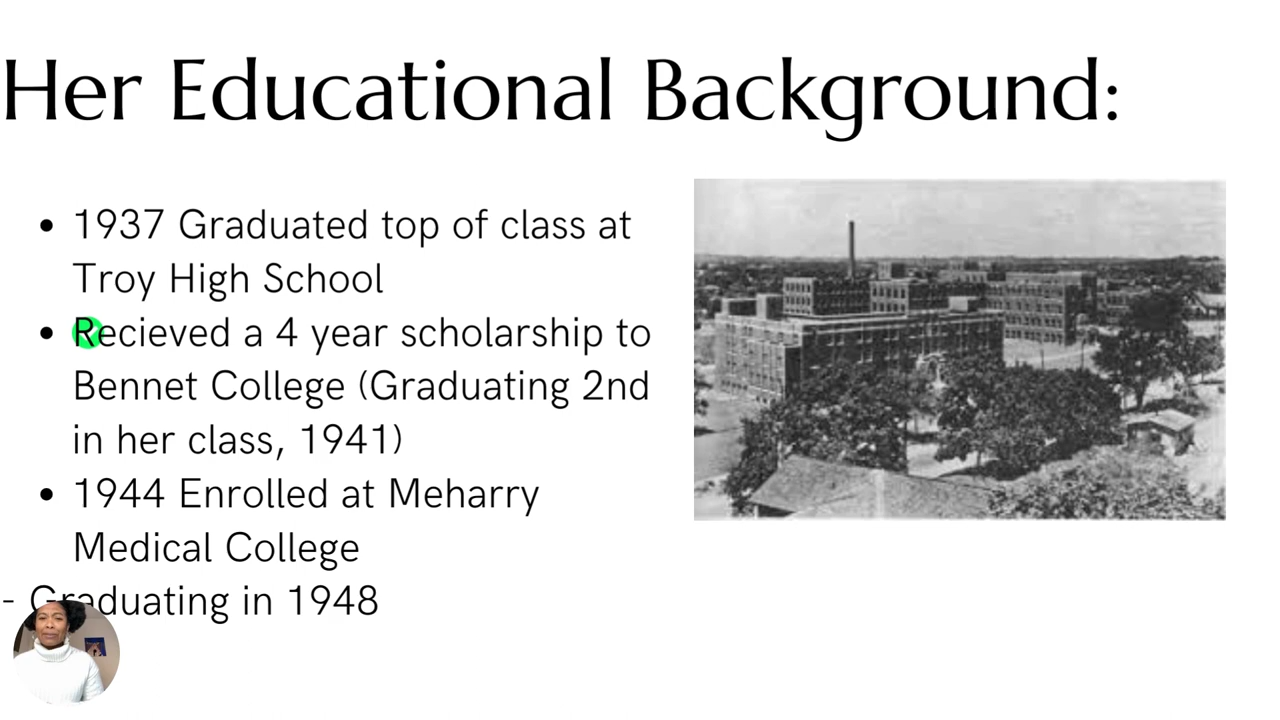 Her Educational Background:
• 1937 Graduated top of class at
Troy High School
• Recieved a 4 year scholarship to
Bennet College (Graduating 2nd
in her class, 1941)
• 1944 Enrolled at Meharry
Medical College
- Graduating in 1948